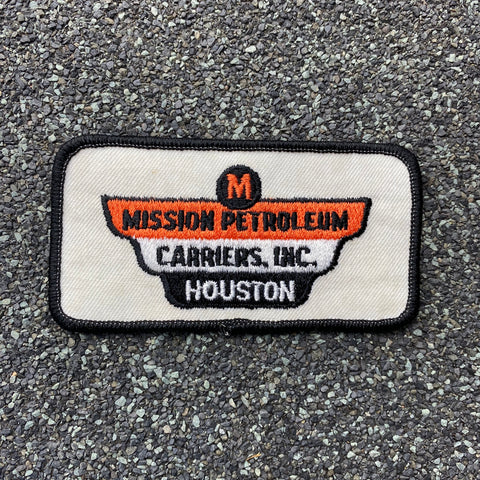 M
MISSION PETROLEUM
CARRIERS, INC.,
HOUSTON